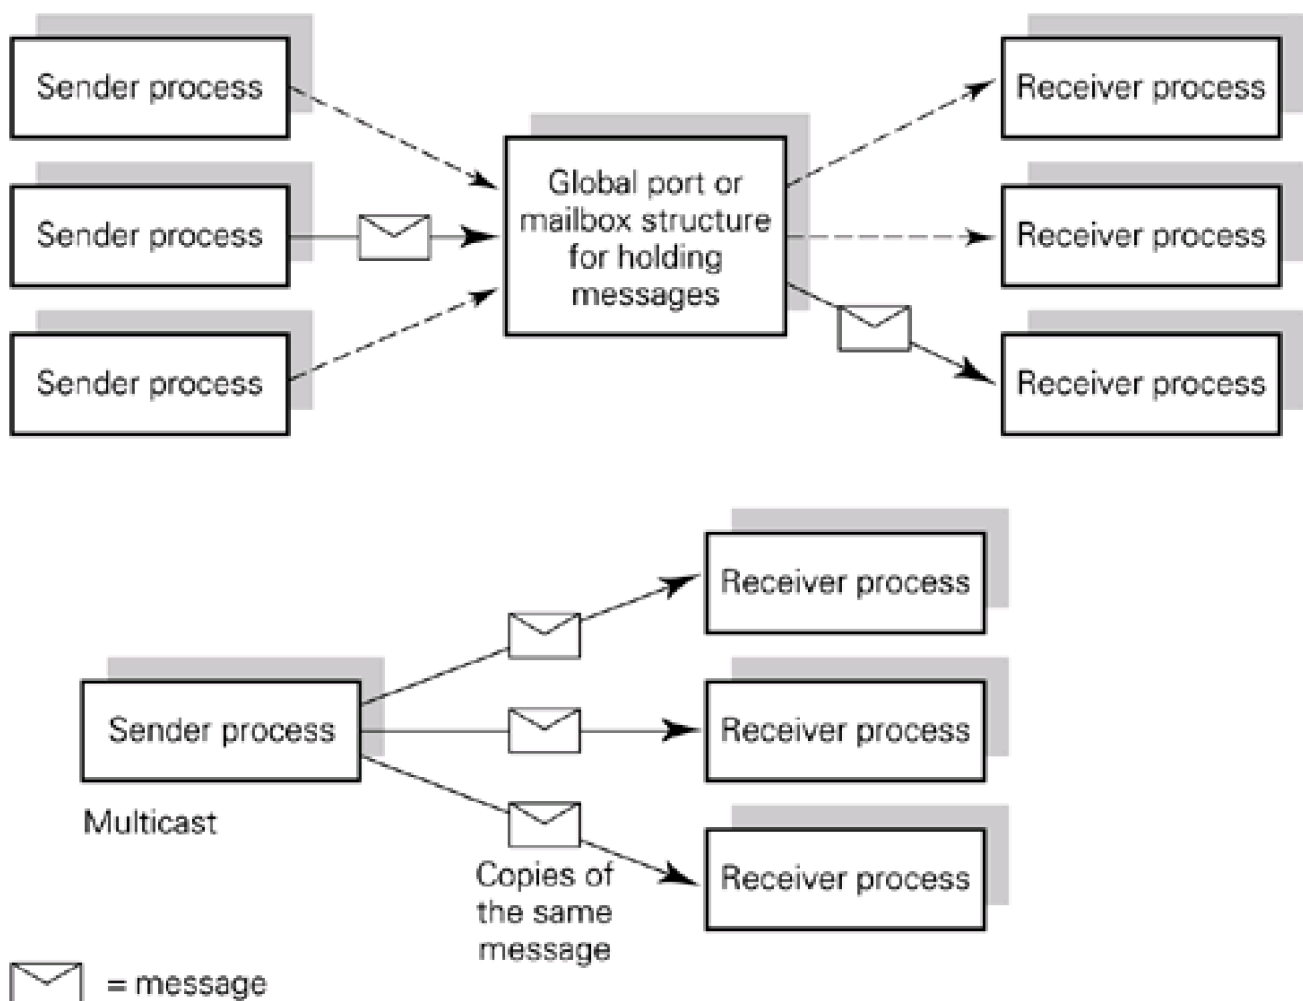 Sender process
Sender process
Sender process
Global port or
mailbox structure
for holding
messages
Receiver process
Receiver process
Receiver process
Sender process
Multicast
Receiver process
Receiver process
Receiver process
Copies of
the same
message
= message